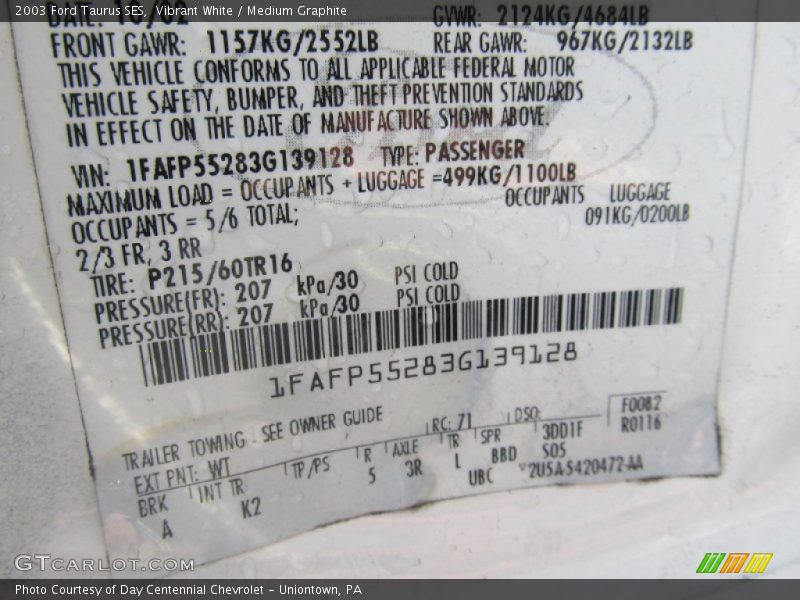 2003 Ford Taurus SES, Vibrant White / Medium Graphite
DATE: 10/02 GVWR: 2124KG/4684LB
FRONT GAWR: 1157KG/2552LB REAR GAWR: 967KG/2132LB
THIS VEHICLE CONFORMS TO ALL APPLICABLE FEDERAL MOTOR
VEHICLE SAFETY, BUMPER, AND THEFT PREVENTION STANDARDS
IN EFFECT ON THE DATE OF MANUFACTURE SHOWN ABOVE.
VIN: 1FAFP55283G139128 TYPE: PASSENGER
MAXIMUM LOAD = OCCUPANTS + LUGGAGE =499KG/1100LB
OCCUPANTS = 5/6 TOTAL; OCCUPANTS LUGGAGE
2/3 FR, 3 RR 091KG/0200LB
TIRE: P215/60TR16
PRESSURE(FR): 207 kPa/30 PSI COLD
PRESSURE(RR): 207 kPa/30 PSI COLD
1FAFP55283G139128
TRAILER TOWING - SEE OWNER GUIDE
EXT PNT: WT RC: 71 DSO: F0082
BRK INT TR TP/PS R AXLE TR SPR 3DD1F R0116
A K2 5 3R L BBD SOS
UBC 2U5A-5420472-AA
GTCARLOT.COM
Photo Courtesy of Day Centennial Chevrolet - Uniontown, PA